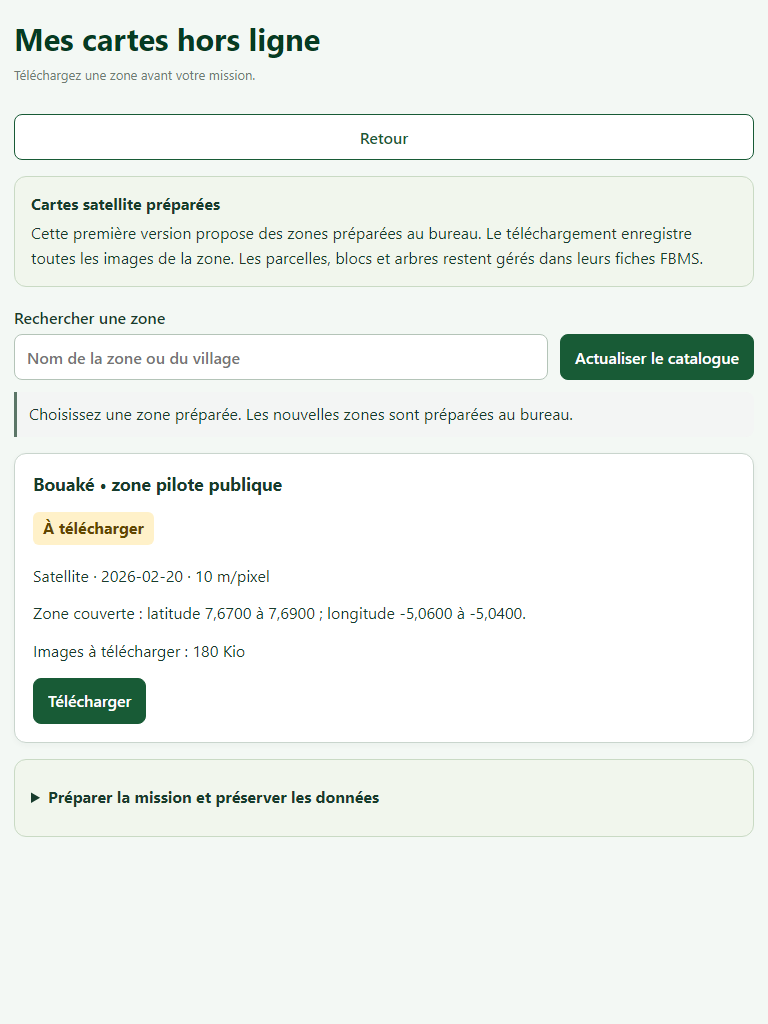 Mes cartes hors ligne
Téléchargez une zone avant votre mission.
Retour
Cartes satellite préparées
Cette première version propose des zones préparées au bureau. Le téléchargement enregistre
toutes les images de la zone. Les parcelles, blocs et arbres restent gérés dans leurs fiches FBMS.
Rechercher une zone
Nom de la zone ou du village
Actualiser le catalogue
Choisissez une zone préparée. Les nouvelles zones sont préparées au bureau.
Bouaké • zone pilote publique
À télécharger
Satellite · 2026-02-20 · 10 m/pixel
Zone couverte : latitude 7,6700 à 7,6900 ; longitude -5,0600 à -5,0400.
Images à télécharger : 180 Kio
Télécharger
Préparer la mission et préserver les données